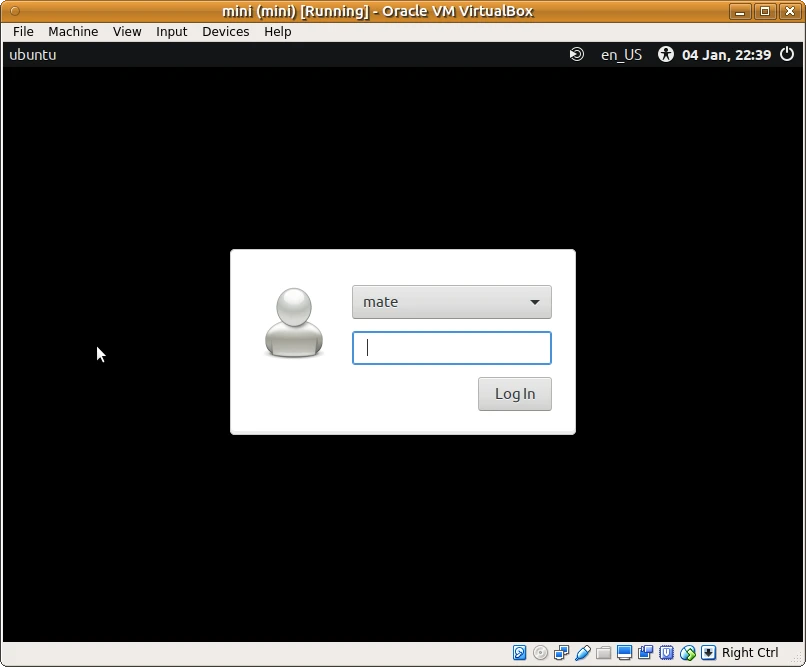 mini (mini) [Running] - Oracle VM VirtualBox
File Machine View Input Devices Help
ubuntu en_US 04 Jan, 22:39
mate
Log In
Right Ctrl